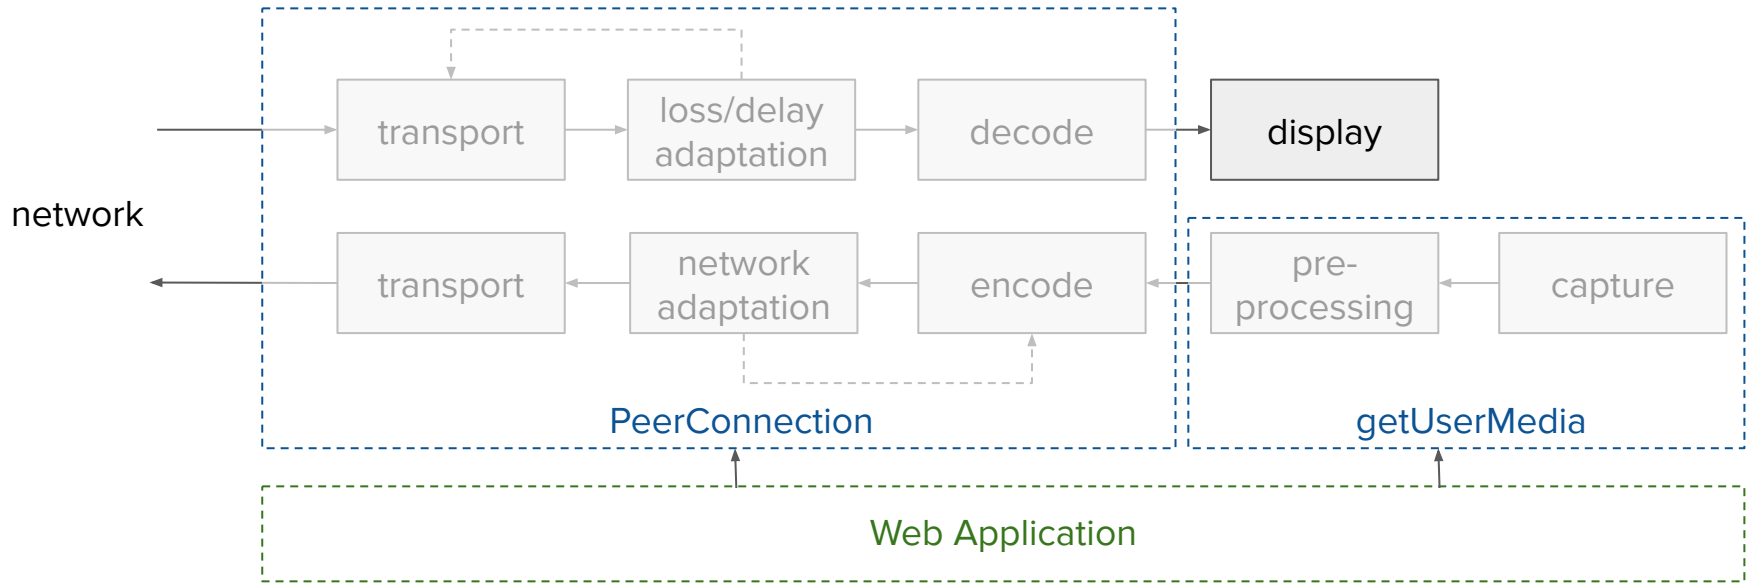 transport
loss/delay
adaptation
decode
display
network
transport
network
adaptation
encode
pre-
processing
capture
PeerConnection
getUserMedia
Web Application